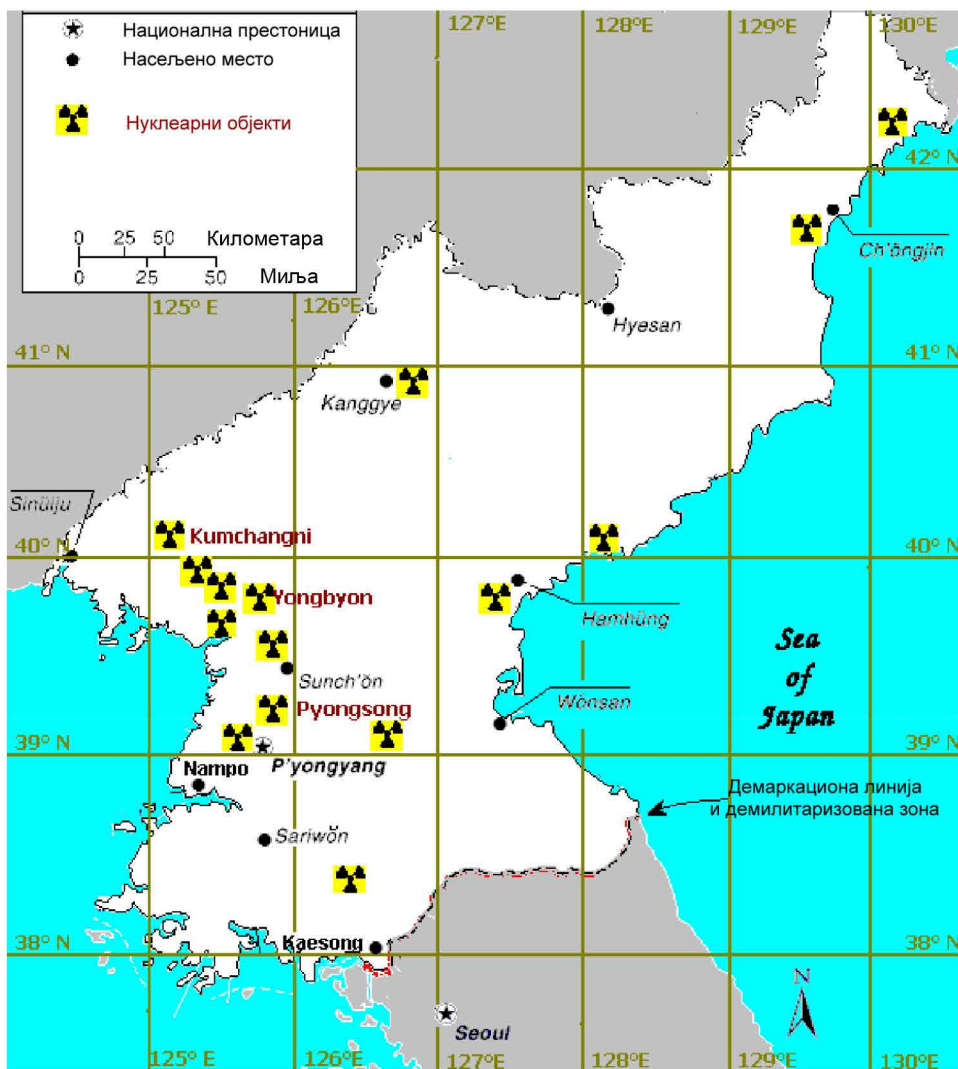 Национална престоница
Насељено место
Нуклеарни објекти
0 25 50 Километара
0 25 50 Миља
127° E
128° E
129° E
130° E
42° N
Ch'ŏngjin
125° E
126°E
Hyesan
41° N
41° N
Kanggye
Sinŭiju
Kumchangni
40° N
40° N
Yongbyon
Hamhŭng
Sea
of
Japan
Sunch'ŏn
Pyongsong
Wŏnsan
39° N
39° N
P'yongyang
Nampo
Демаркациона линија
и демилитаризована зона
Sariwŏn
Kaesong
38° N
38° N
N
Seoul
125° E
126° E
127° E
128° E
129° E
130° E